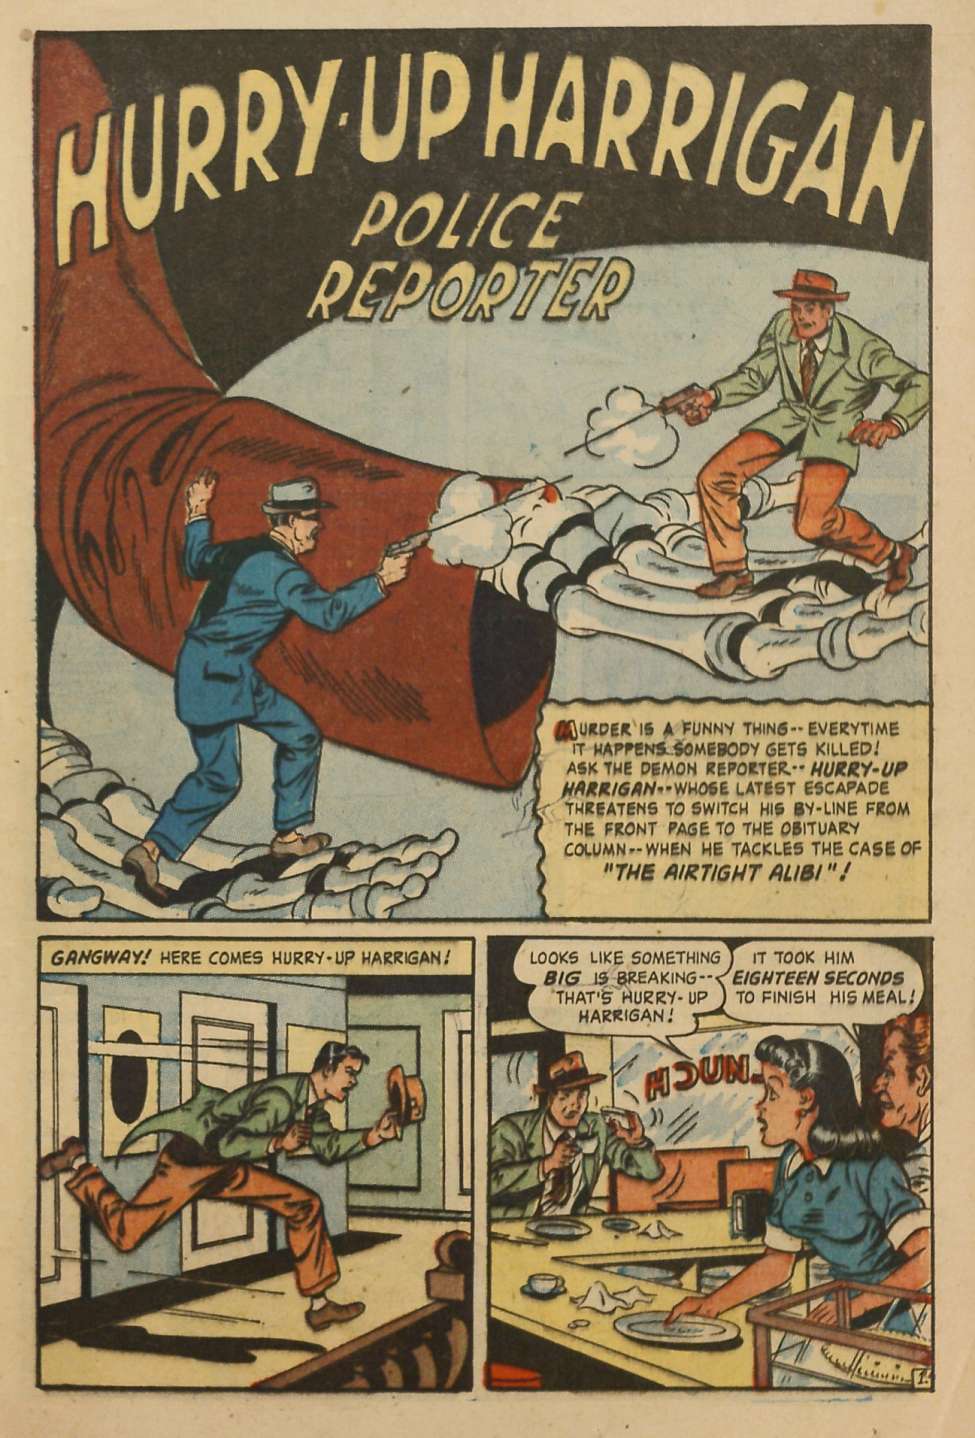 HURRY-UP HARRIGAN
POLICE
REPORTER
MURDER IS A FUNNY THING--EVERYTIME
IT HAPPENS SOMEBODY GETS KILLED!
ASK THE DEMON REPORTER--HURRY-UP
HARRIGAN--WHOSE LATEST ESCAPADE
THREATENS TO SWITCH HIS BY-LINE FROM
THE FRONT PAGE TO THE OBITUARY
COLUMN--WHEN HE TACKLES THE CASE OF
"THE AIRTIGHT ALIBI"!
GANGWAY! HERE COMES HURRY-UP HARRIGAN!
LOOKS LIKE SOMETHING
BIG IS BREAKING--
THAT'S HURRY-UP
HARRIGAN!
IT TOOK HIM
EIGHTEEN SECONDS
TO FINISH HIS MEAL!
1.